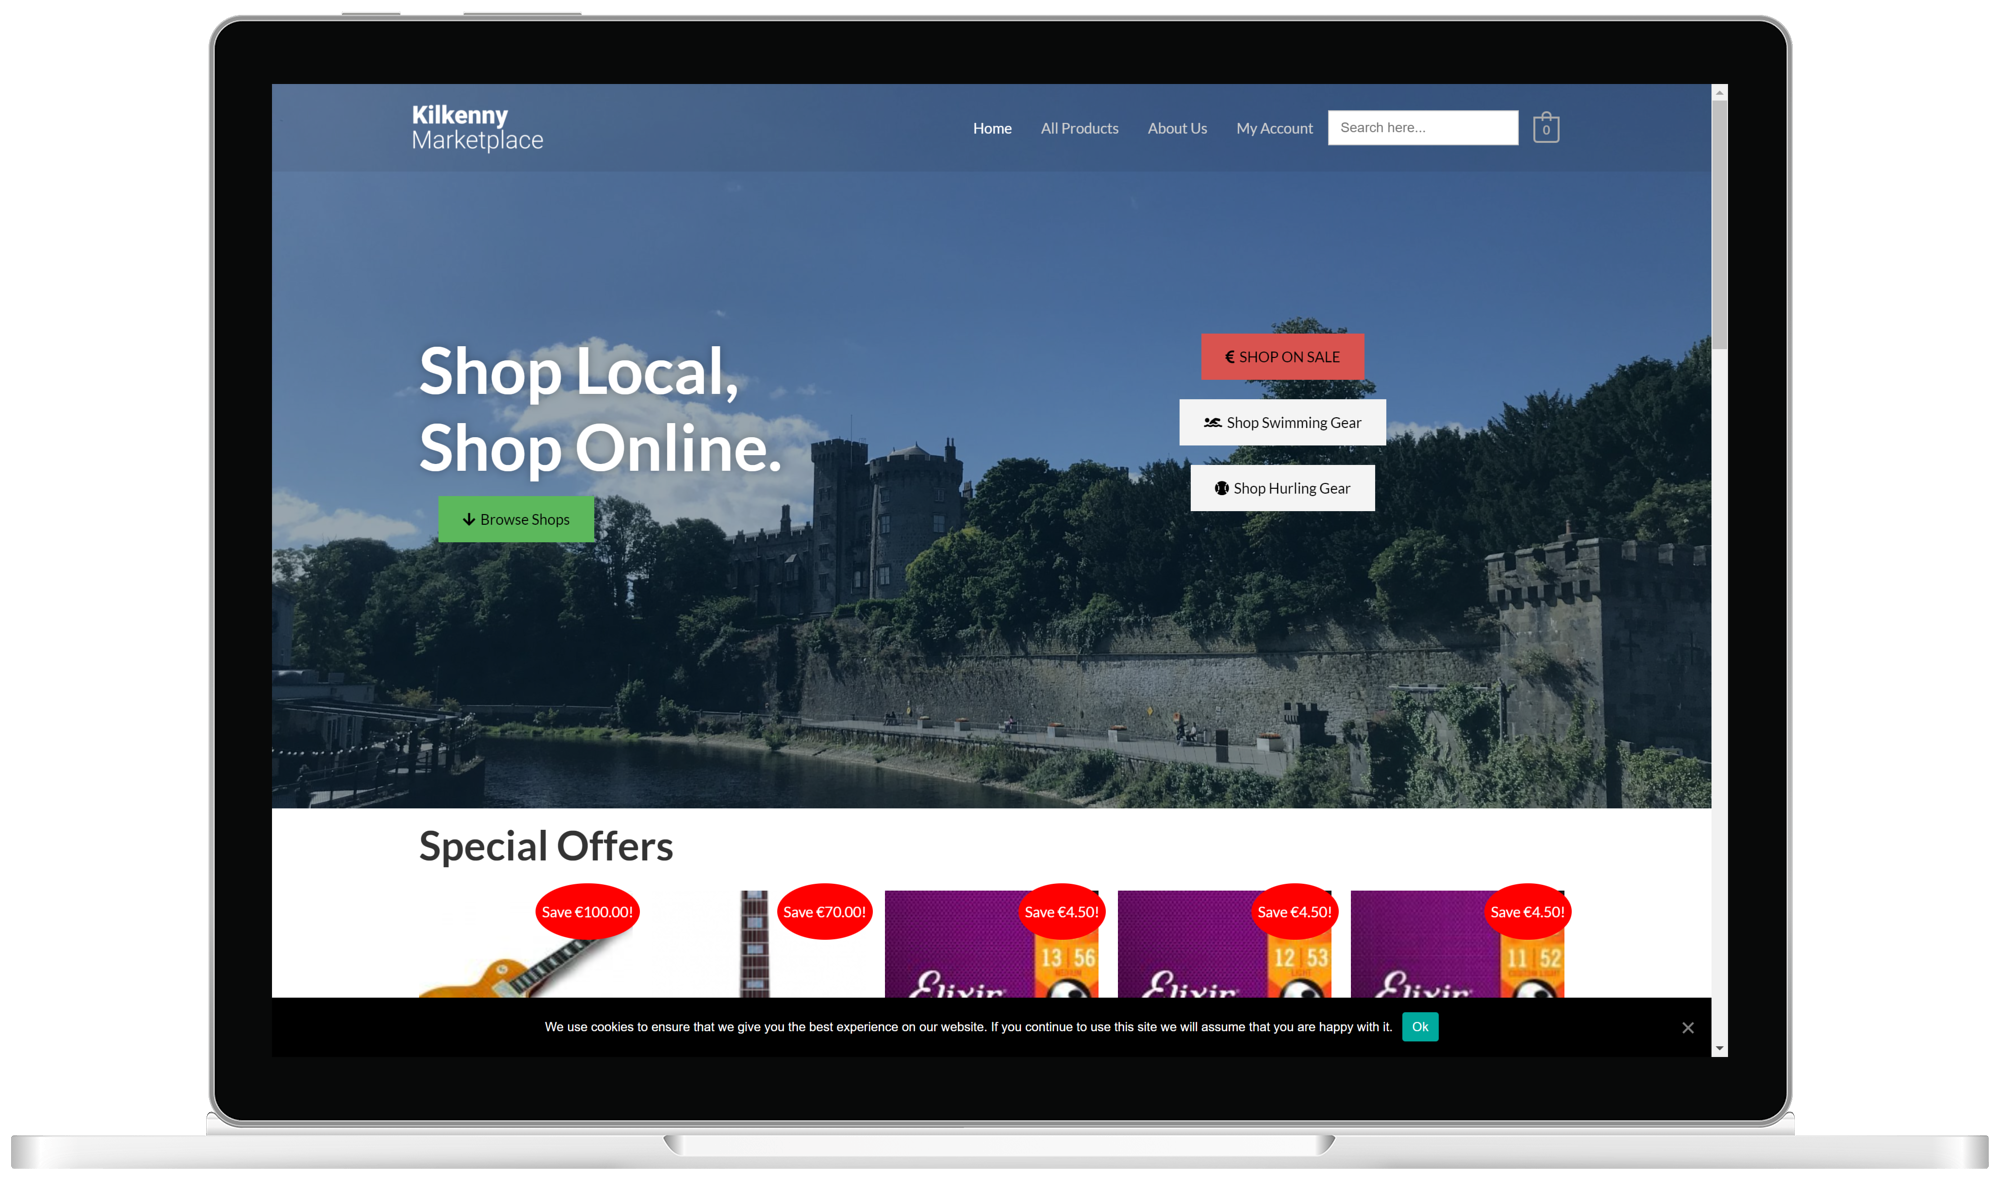 Kilkenny
Marketplace
Home
All Products
About Us
My Account
Search here...
0
Shop Local,
Shop Online.
Browse Shops
€ SHOP ON SALE
Shop Swimming Gear
Shop Hurling Gear
Special Offers
Save €100.00!
Save €70.00!
Save €4.50!
Save €4.50!
Save €4.50!
13 | 56
MEDIUM
Elixir
12 | 53
LIGHT
Elixir
11 | 52
CUSTOM LIGHT
Elixir
We use cookies to ensure that we give you the best experience on our website. If you continue to use this site we will assume that you are happy with it.
Ok